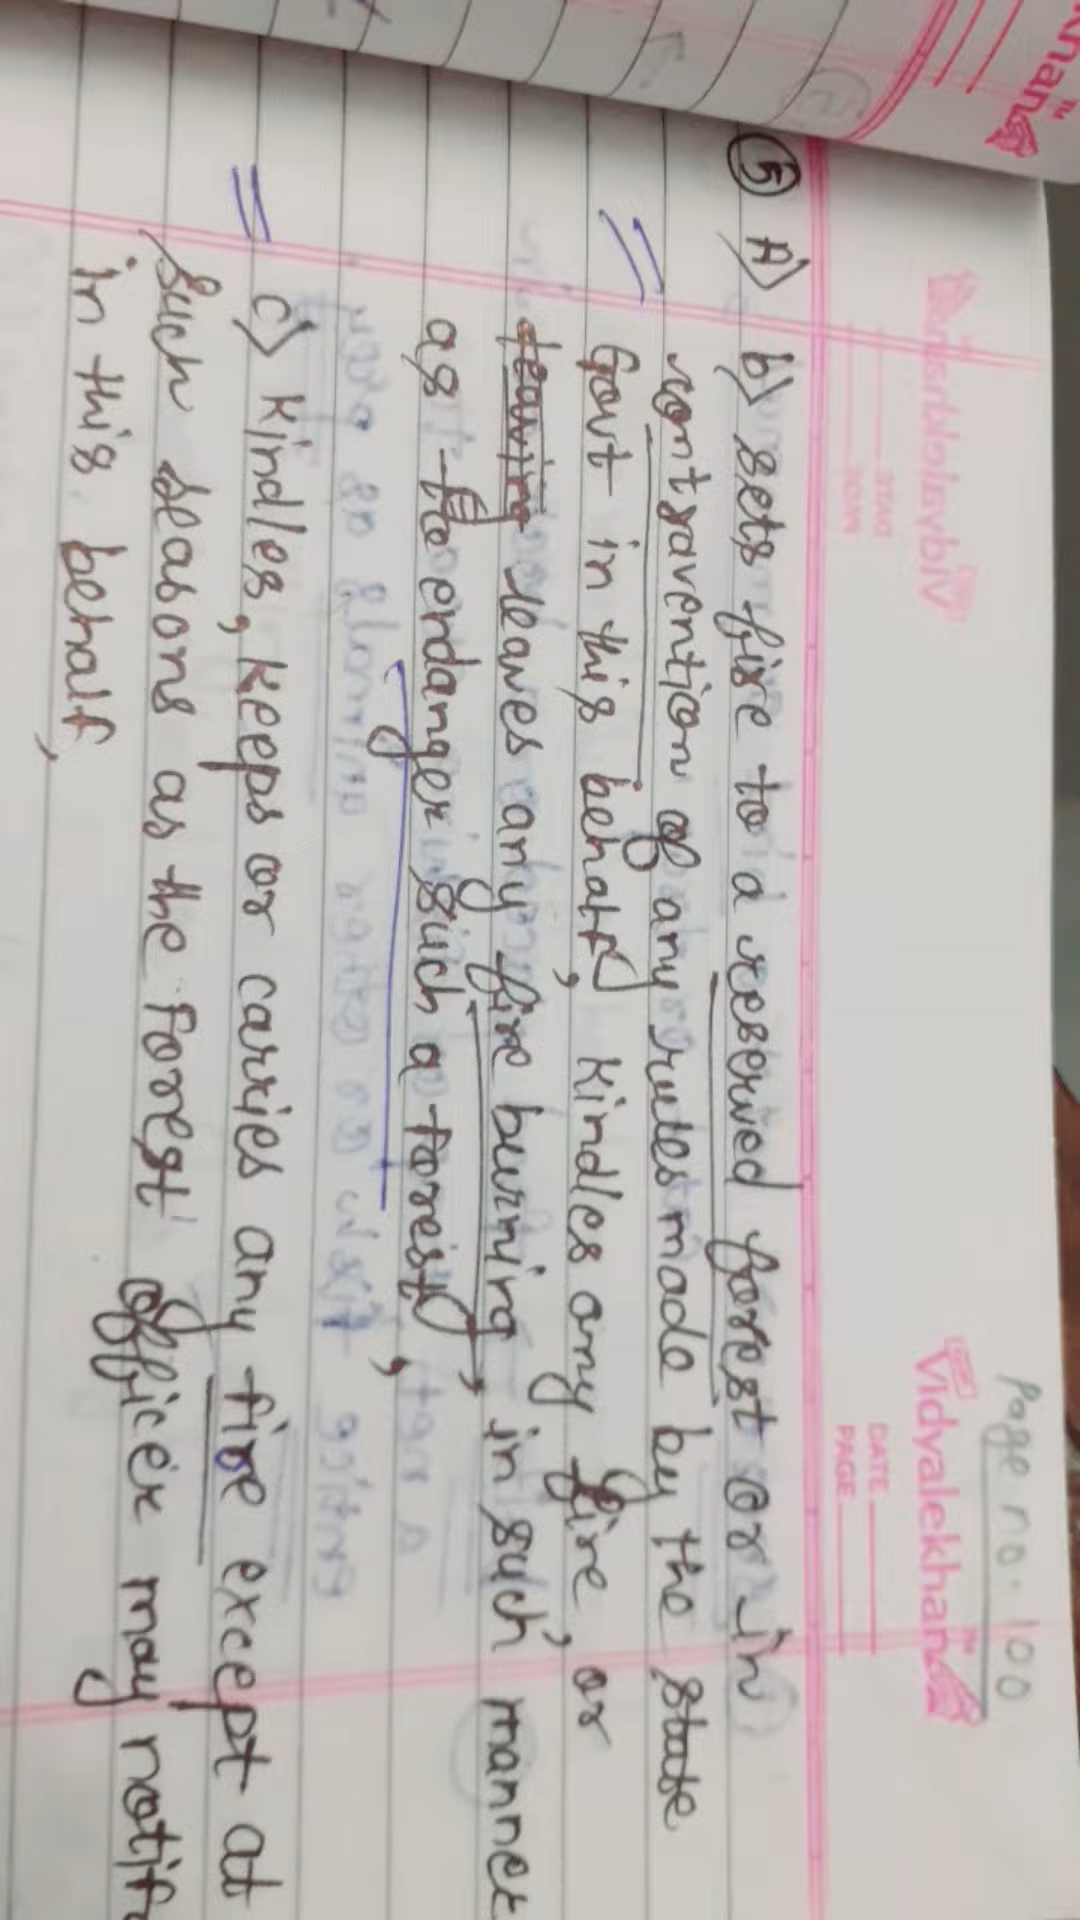 Page no. 100
Vidyalekhan
DATE
PAGE
khan
5 A) b) sets fire to a reserved forest or in
contravention of any rules made by the state
Govt in this behalf, kindles any fire, or
leaves any fire burning, in such manner
as to endanger such a forest,
c) kindles, keeps or carries any fire except at
such seasons as the Forest officer may notif
in this behalf,